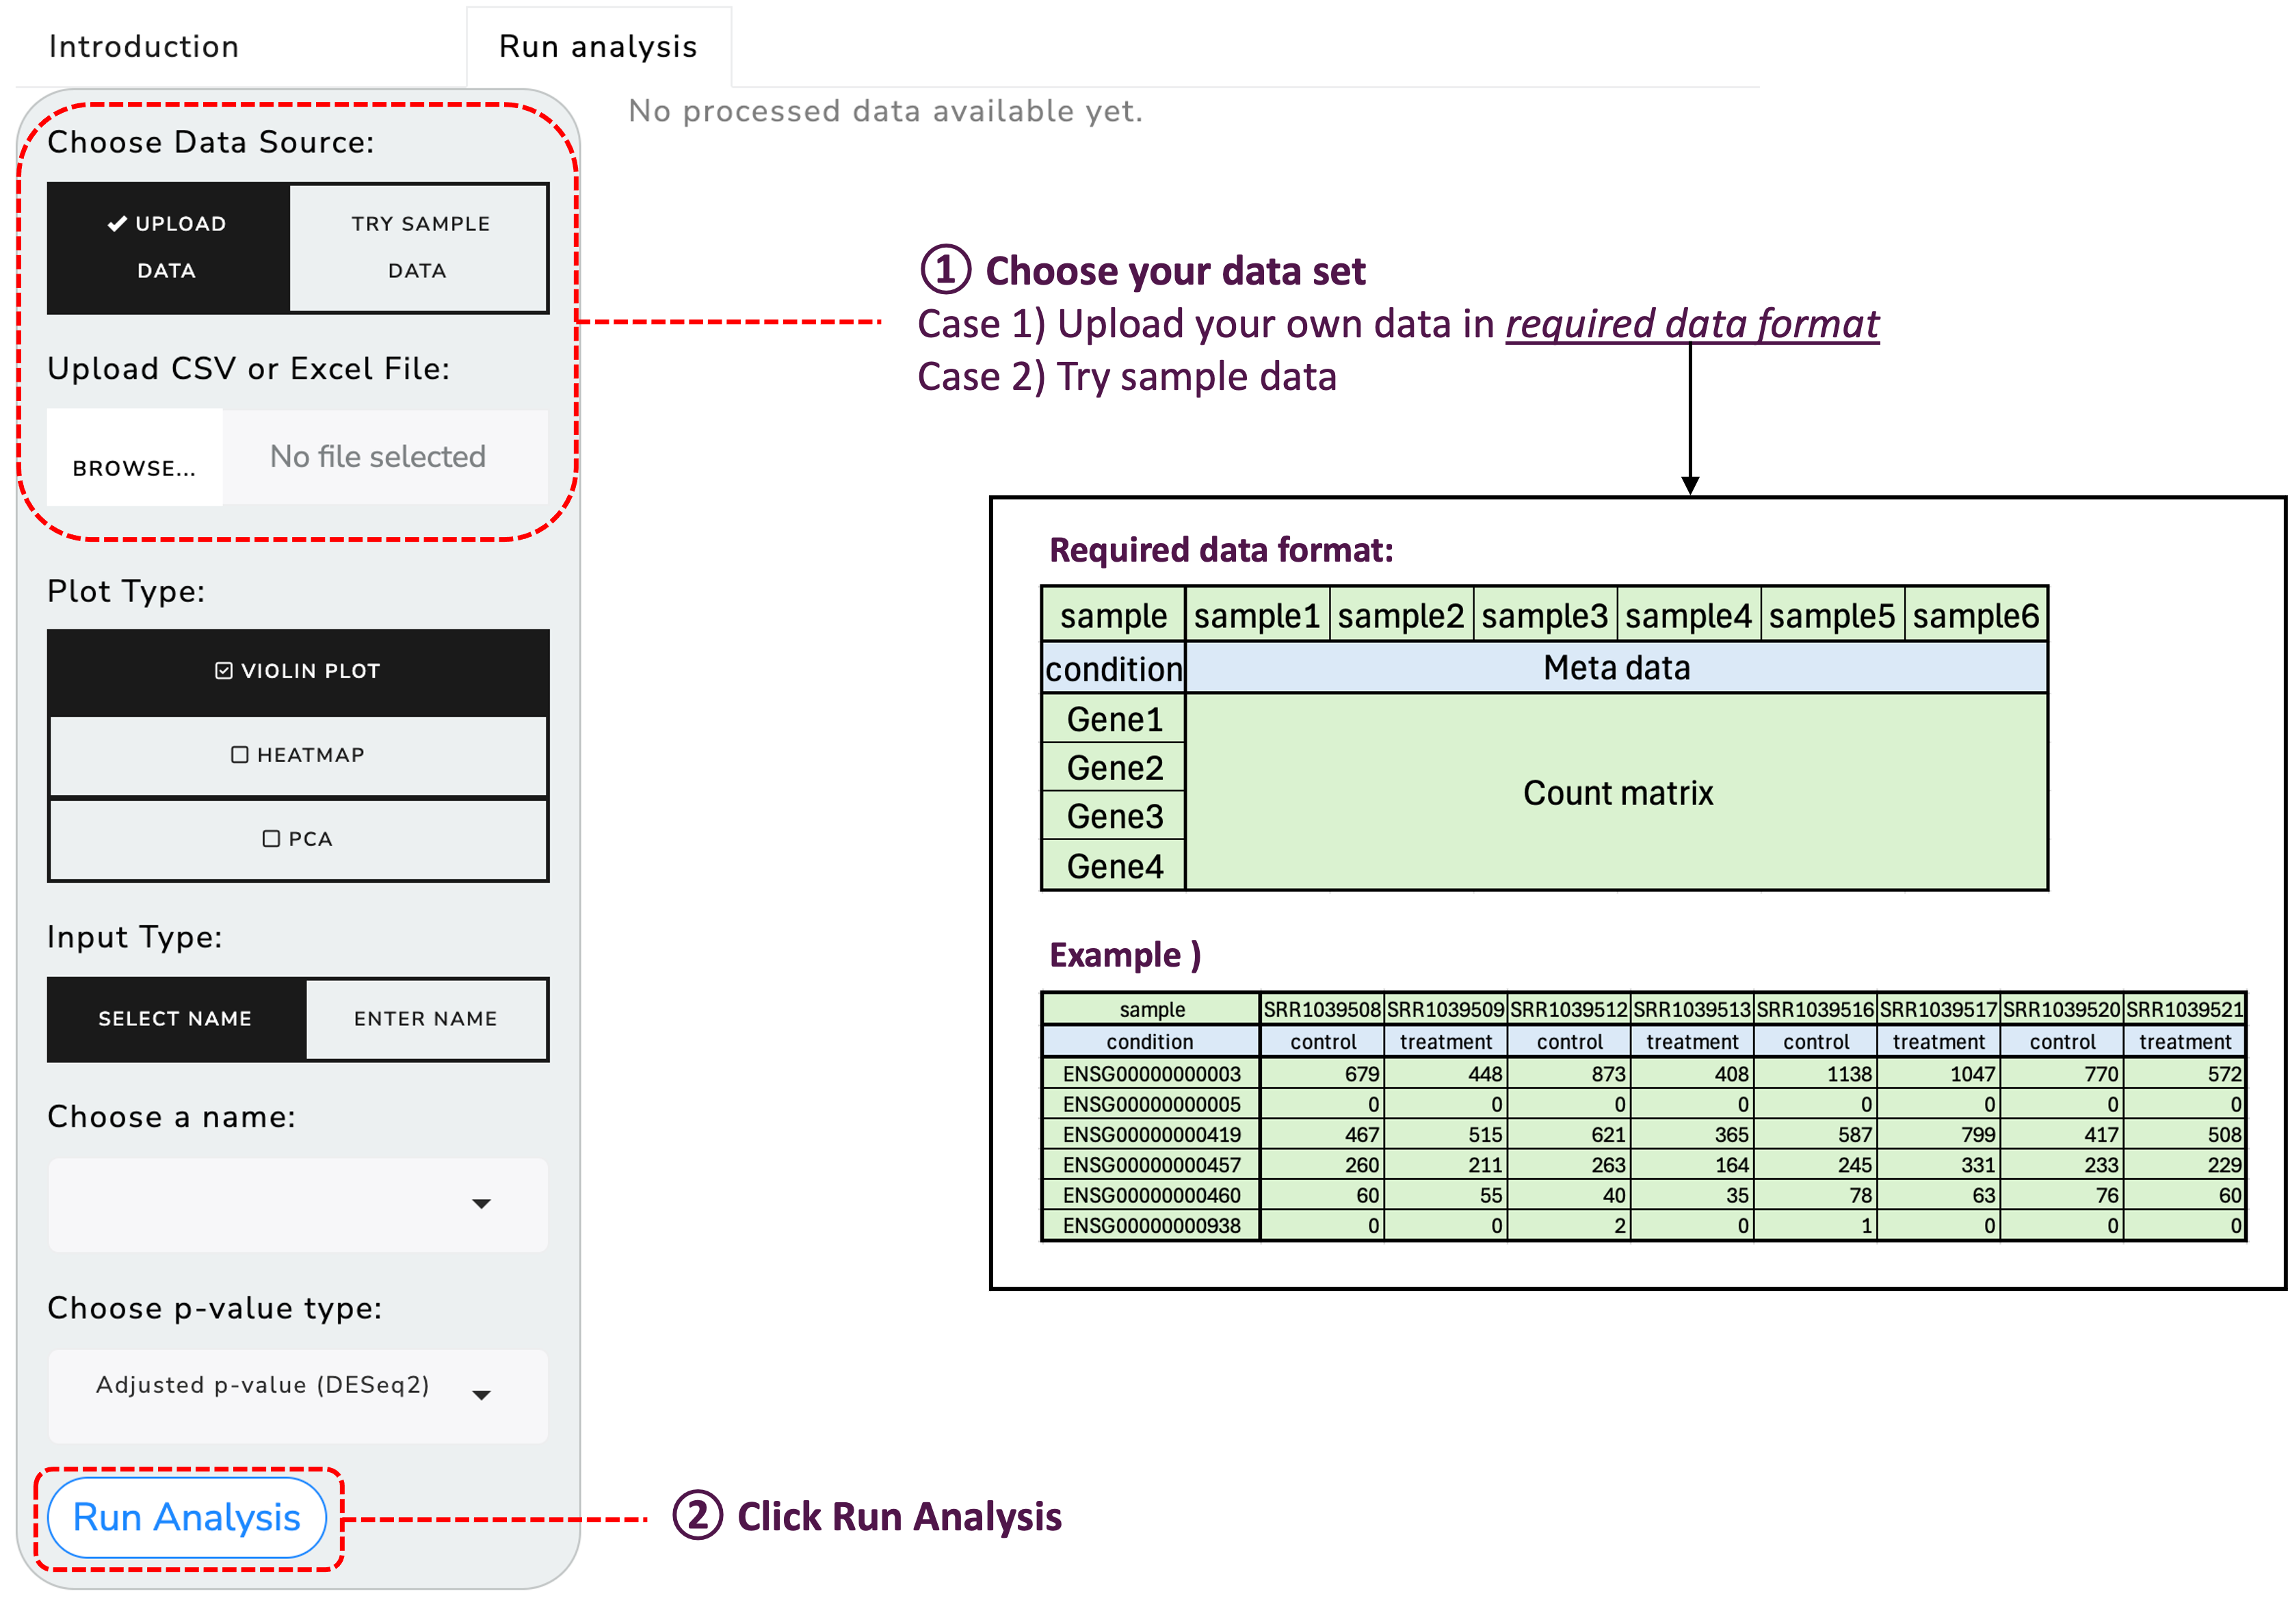 Introduction
Run analysis
No processed data available yet.
Choose Data Source:
UPLOAD
DATA
TRY SAMPLE
DATA
Upload CSV or Excel File:
BROWSE...
No file selected
Plot Type:
VIOLIN PLOT
HEATMAP
PCA
Input Type:
SELECT NAME
ENTER NAME
Choose a name:
Choose p-value type:
Adjusted p-value (DESeq2)
Run Analysis
① Choose your data set
Case 1) Upload your own data in required data format
Case 2) Try sample data
Required data format:
sample sample1 sample2 sample3 sample4 sample5 sample6
condition Meta data
Gene1
Gene2
Gene3
Gene4
Count matrix
Example )
sample SRR1039508 SRR1039509 SRR1039512 SRR1039513 SRR1039516 SRR1039517 SRR1039520 SRR1039521
condition control treatment control treatment control treatment control treatment
ENSG00000000003 679 448 873 408 1138 1047 770 572
ENSG00000000005 0 0 0 0 0 0 0 0
ENSG00000000419 467 515 621 365 587 799 417 508
ENSG00000000457 260 211 263 164 245 331 233 229
ENSG00000000460 60 55 40 35 78 63 76 60
ENSG00000000938 0 0 2 0 1 0 0 0
② Click Run Analysis